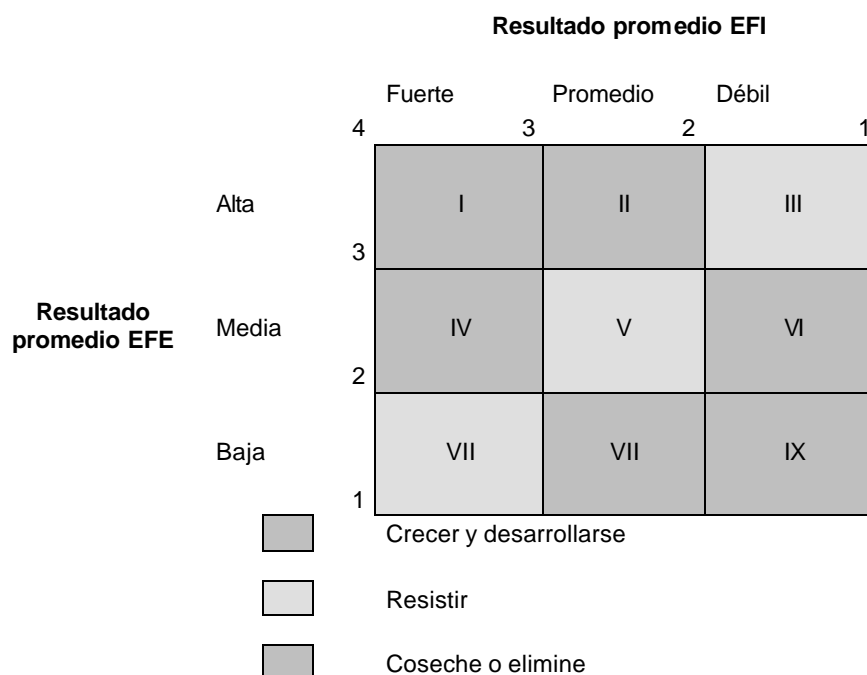 Resultado promedio EFI
Fuerte Promedio Débil
4 3 2 1
Alta I II III
3
Resultado
promedio EFE
Media IV V VI
2
Baja VII VII IX
1
Crecer y desarrollarse
Resistir
Coseche o elimine